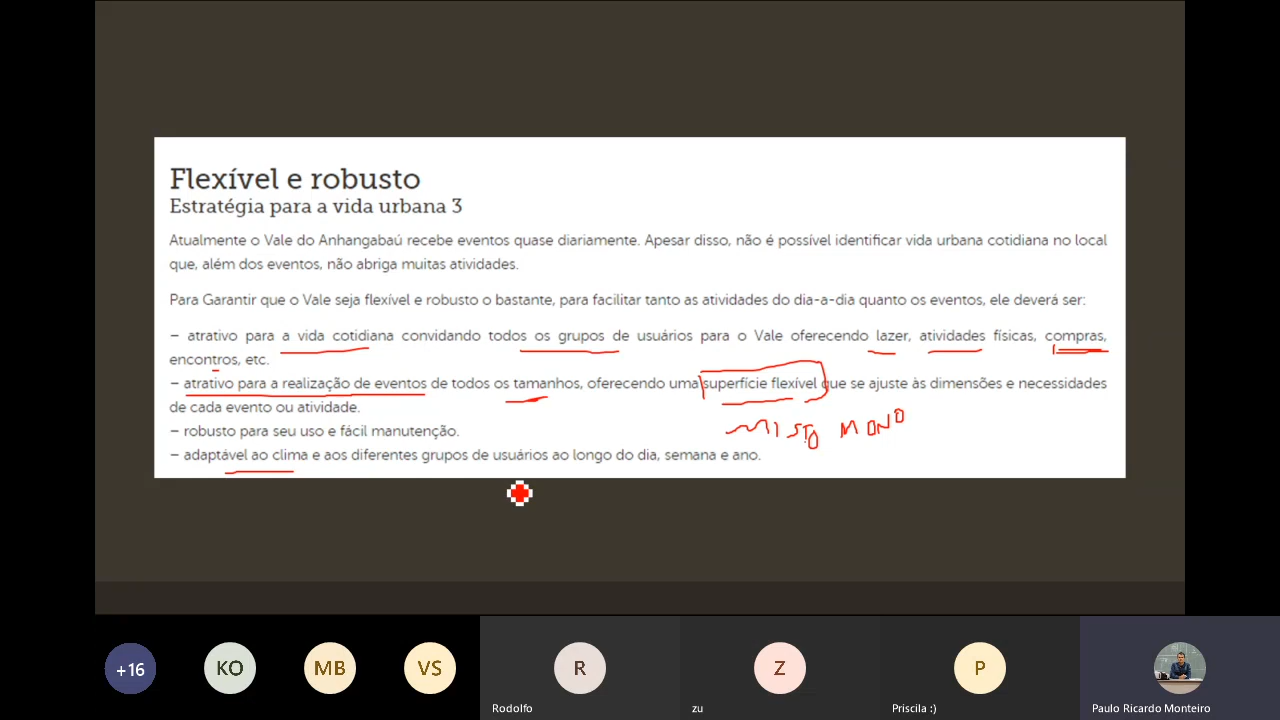 Flexível e robusto
Estratégia para a vida urbana 3
Atualmente o Vale do Anhangabaú recebe eventos quase diariamente. Apesar disso, não é possível identificar vida urbana cotidiana no local
que, além dos eventos, não abriga muitas atividades.
Para Garantir que o Vale seja flexível e robusto o bastante, para facilitar tanto as atividades do dia-a-dia quanto os eventos, ele deverá ser:
– atrativo para a vida cotidiana convidando todos os grupos de usuários para o Vale oferecendo lazer, atividades físicas, compras,
encontros, etc.
– atrativo para a realização de eventos de todos os tamanhos, oferecendo uma superfície flexível que se ajuste às dimensões e necessidades
de cada evento ou atividade.
MISTO MONO
– robusto para seu uso e fácil manutenção.
– adaptável ao clima e aos diferentes grupos de usuários ao longo do dia, semana e ano.
+16 KO MB VS R Z P
Rodolfo zu Priscila :) Paulo Ricardo Monteiro